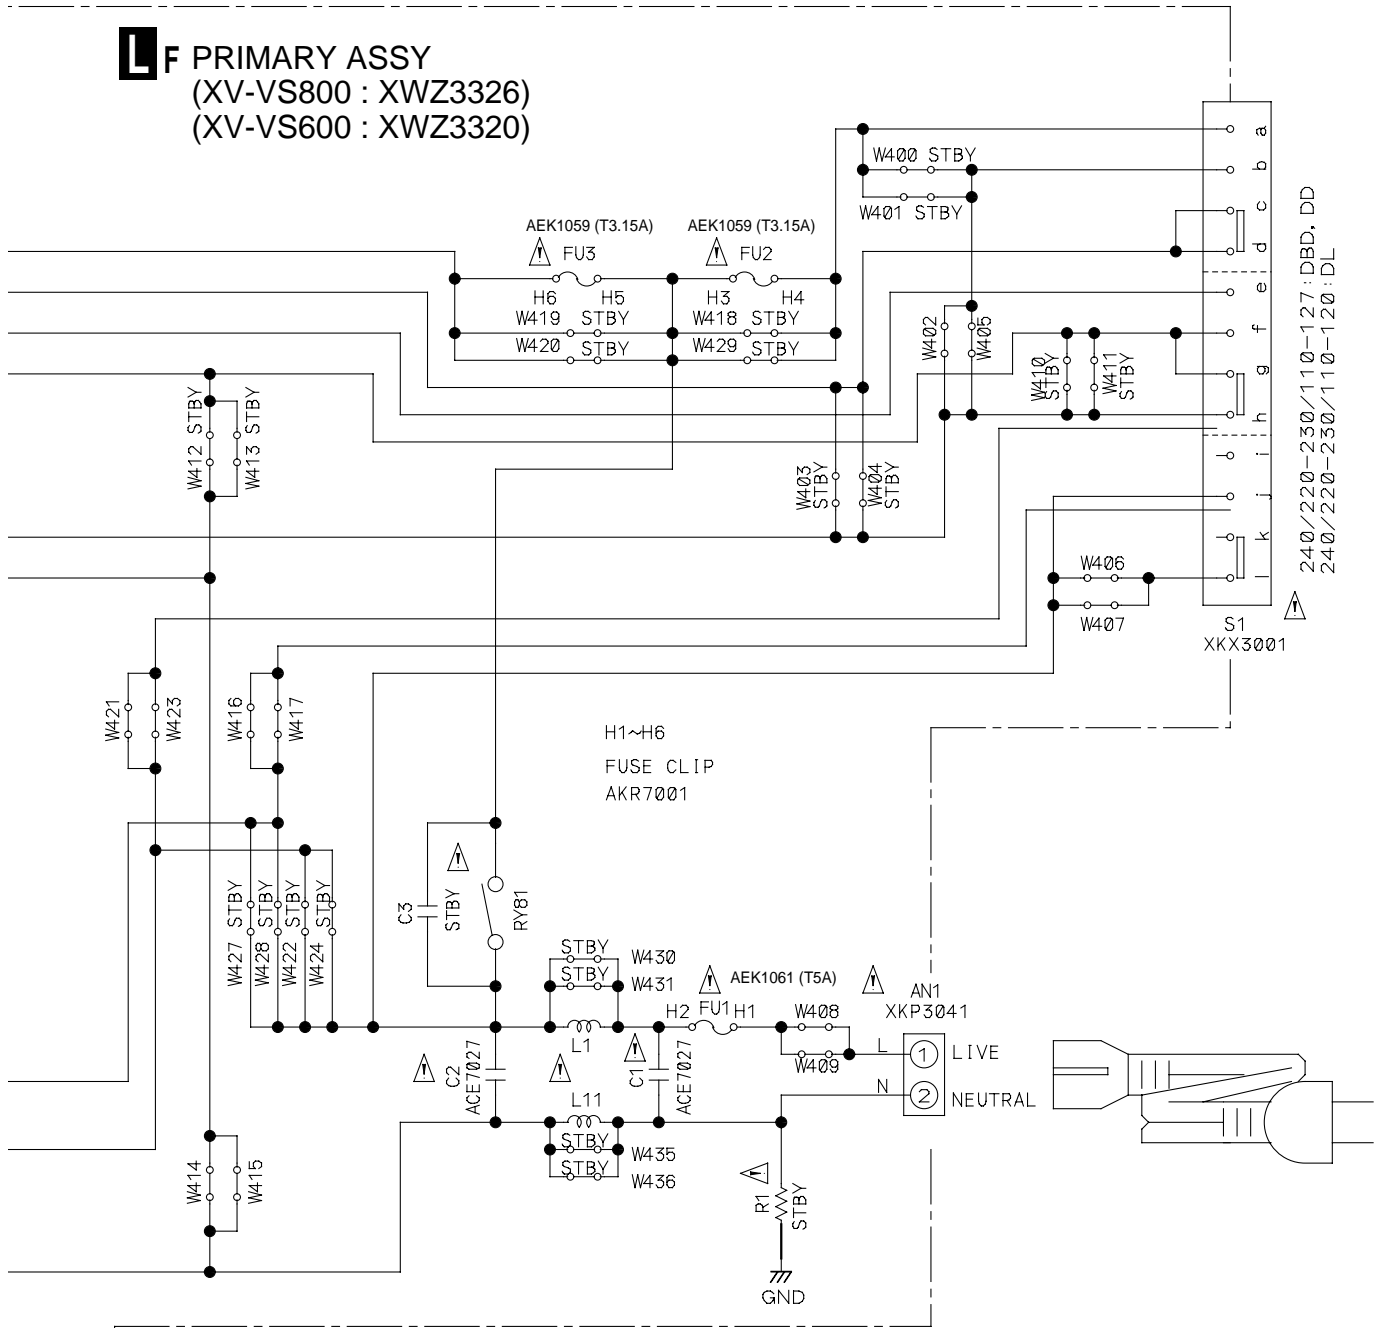 L F PRIMARY ASSY
(XV-VS800 : XWZ3326)
(XV-VS600 : XWZ3320)
a
b
c
d
e
f
g
h
i
j
k
l
W400 STBY
W401 STBY
AEK1059 (T3.15A)
AEK1059 (T3.15A)
FU3
FU2
H6 H5 H3 H4
W419 STBY
W418 STBY
W420 STBY
W429 STBY
W402
W405
W410 STBY
W411 STBY
240/220-230/110-127:DBD, DD
240/220-230/110-120:DL
W412 STBY
W413 STBY
W403 STBY
W404 STBY
W406
W407
S1
XKX3001
W421
W423
W416
W417
H1~H6
FUSE CLIP
AKR7001
C3
STBY
RY81
W427 STBY
W428 STBY
W422 STBY
W424 STBY
STBY W430
STBY W431
AEK1061 (T5A)
H2 FU1 H1
W408
W409
AN1
XKP3041
L 1 LIVE
N 2 NEUTRAL
L1
C2
ACE7027
C1
ACE7027
L11
STBY W435
STBY W436
W414
W415
R1
STBY
GND